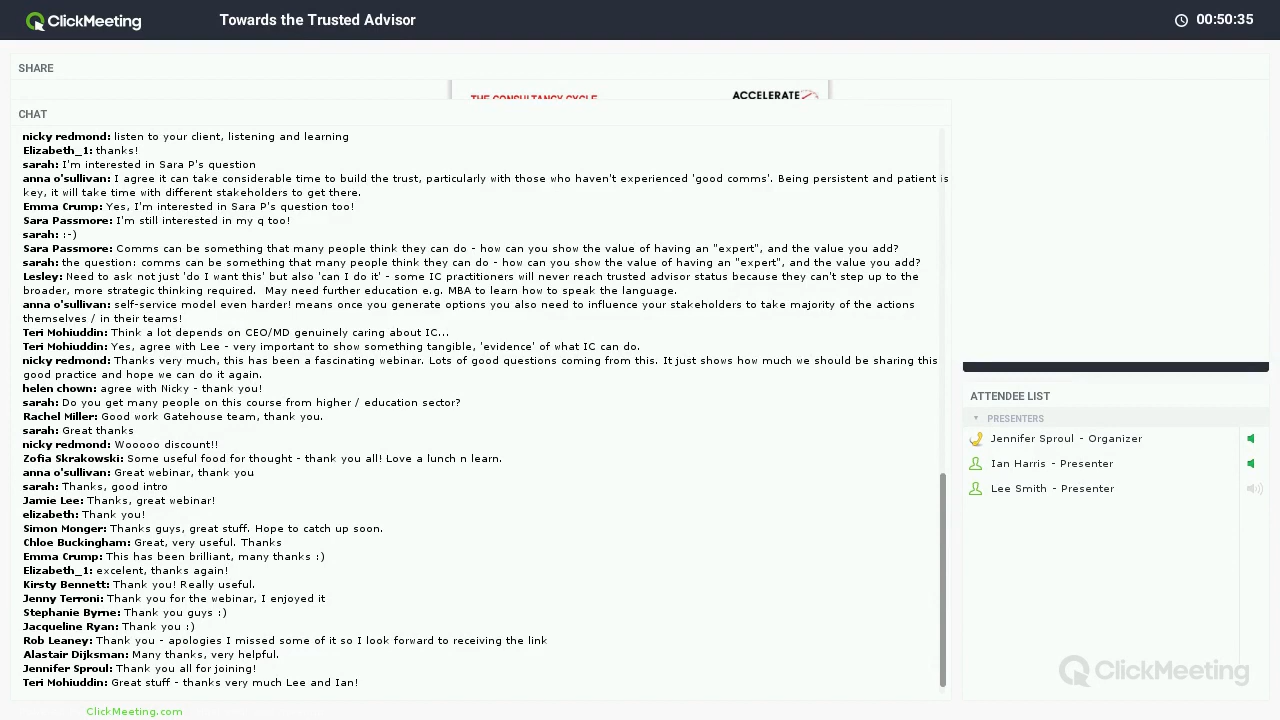 ClickMeeting
Towards the Trusted Advisor
00:50:35
SHARE
THE CONSULTANCY CYCLE
ACCELERATE
CHAT
nicky redmond: listen to your client, listening and learning
Elizabeth_1: thanks!
sarah: I'm interested in Sara P's question
anna o'sullivan: I agree it can take considerable time to build the trust, particularly with those who haven't experienced 'good comms'. Being persistent and patient is
key, it will take time with different stakeholders to get there.
Emma Crump: Yes, I'm interested in Sara P's question too!
Sara Passmore: I'm still interested in my q too!
sarah: :-)
Sara Passmore: Comms can be something that many people think they can do - how can you show the value of having an "expert", and the value you add?
sarah: the question: comms can be something that many people think they can do - how can you show the value of having an "expert", and the value you add?
Lesley: Need to ask not just 'do I want this' but also 'can I do it' - some IC practitioners will never reach trusted advisor status because they can't step up to the
broader, more strategic thinking required.  May need further education e.g. MBA to learn how to speak the language.
anna o'sullivan: self-service model even harder! means once you generate options you also need to influence your stakeholders to take majority of the actions
themselves / in their teams!
Teri Mohiuddin: Think a lot depends on CEO/MD genuinely caring about IC...
Teri Mohiuddin: Yes, agree with Lee - very important to show something tangible, 'evidence' of what IC can do.
nicky redmond: Thanks very much, this has been a fascinating webinar. Lots of good questions coming from this. It just shows how much we should be sharing this
good practice and hope we can do it again.
helen chown: agree with Nicky - thank you!
sarah: Do you get many people on this course from higher / education sector?
Rachel Miller: Good work Gatehouse team, thank you.
sarah: Great thanks
nicky redmond: Wooooo discount!!
Zofia Skrakowski: Some useful food for thought - thank you all! Love a lunch n learn.
anna o'sullivan: Great webinar, thank you
sarah: Thanks, good intro
Jamie Lee: Thanks, great webinar!
elizabeth: Thank you!
Simon Monger: Thanks guys, great stuff. Hope to catch up soon.
Chloe Buckingham: Great, very useful. Thanks
Emma Crump: This has been brilliant, many thanks :)
Elizabeth_1: excelent, thanks again!
Kirsty Bennett: Thank you! Really useful.
Jenny Terroni: Thank you for the webinar, I enjoyed it
Stephanie Byrne: Thank you guys :)
Jacqueline Ryan: Thank you :)
Rob Leaney: Thank you - apologies I missed some of it so I look forward to receiving the link
Alastair Dijksman: Many thanks, very helpful.
Jennifer Sproul: Thank you all for joining!
Teri Mohiuddin: Great stuff - thanks very much Lee and Ian!
ATTENDEE LIST
PRESENTERS
Jennifer Sproul - Organizer
Ian Harris - Presenter
Lee Smith - Presenter
ClickMeeting
ClickMeeting.com